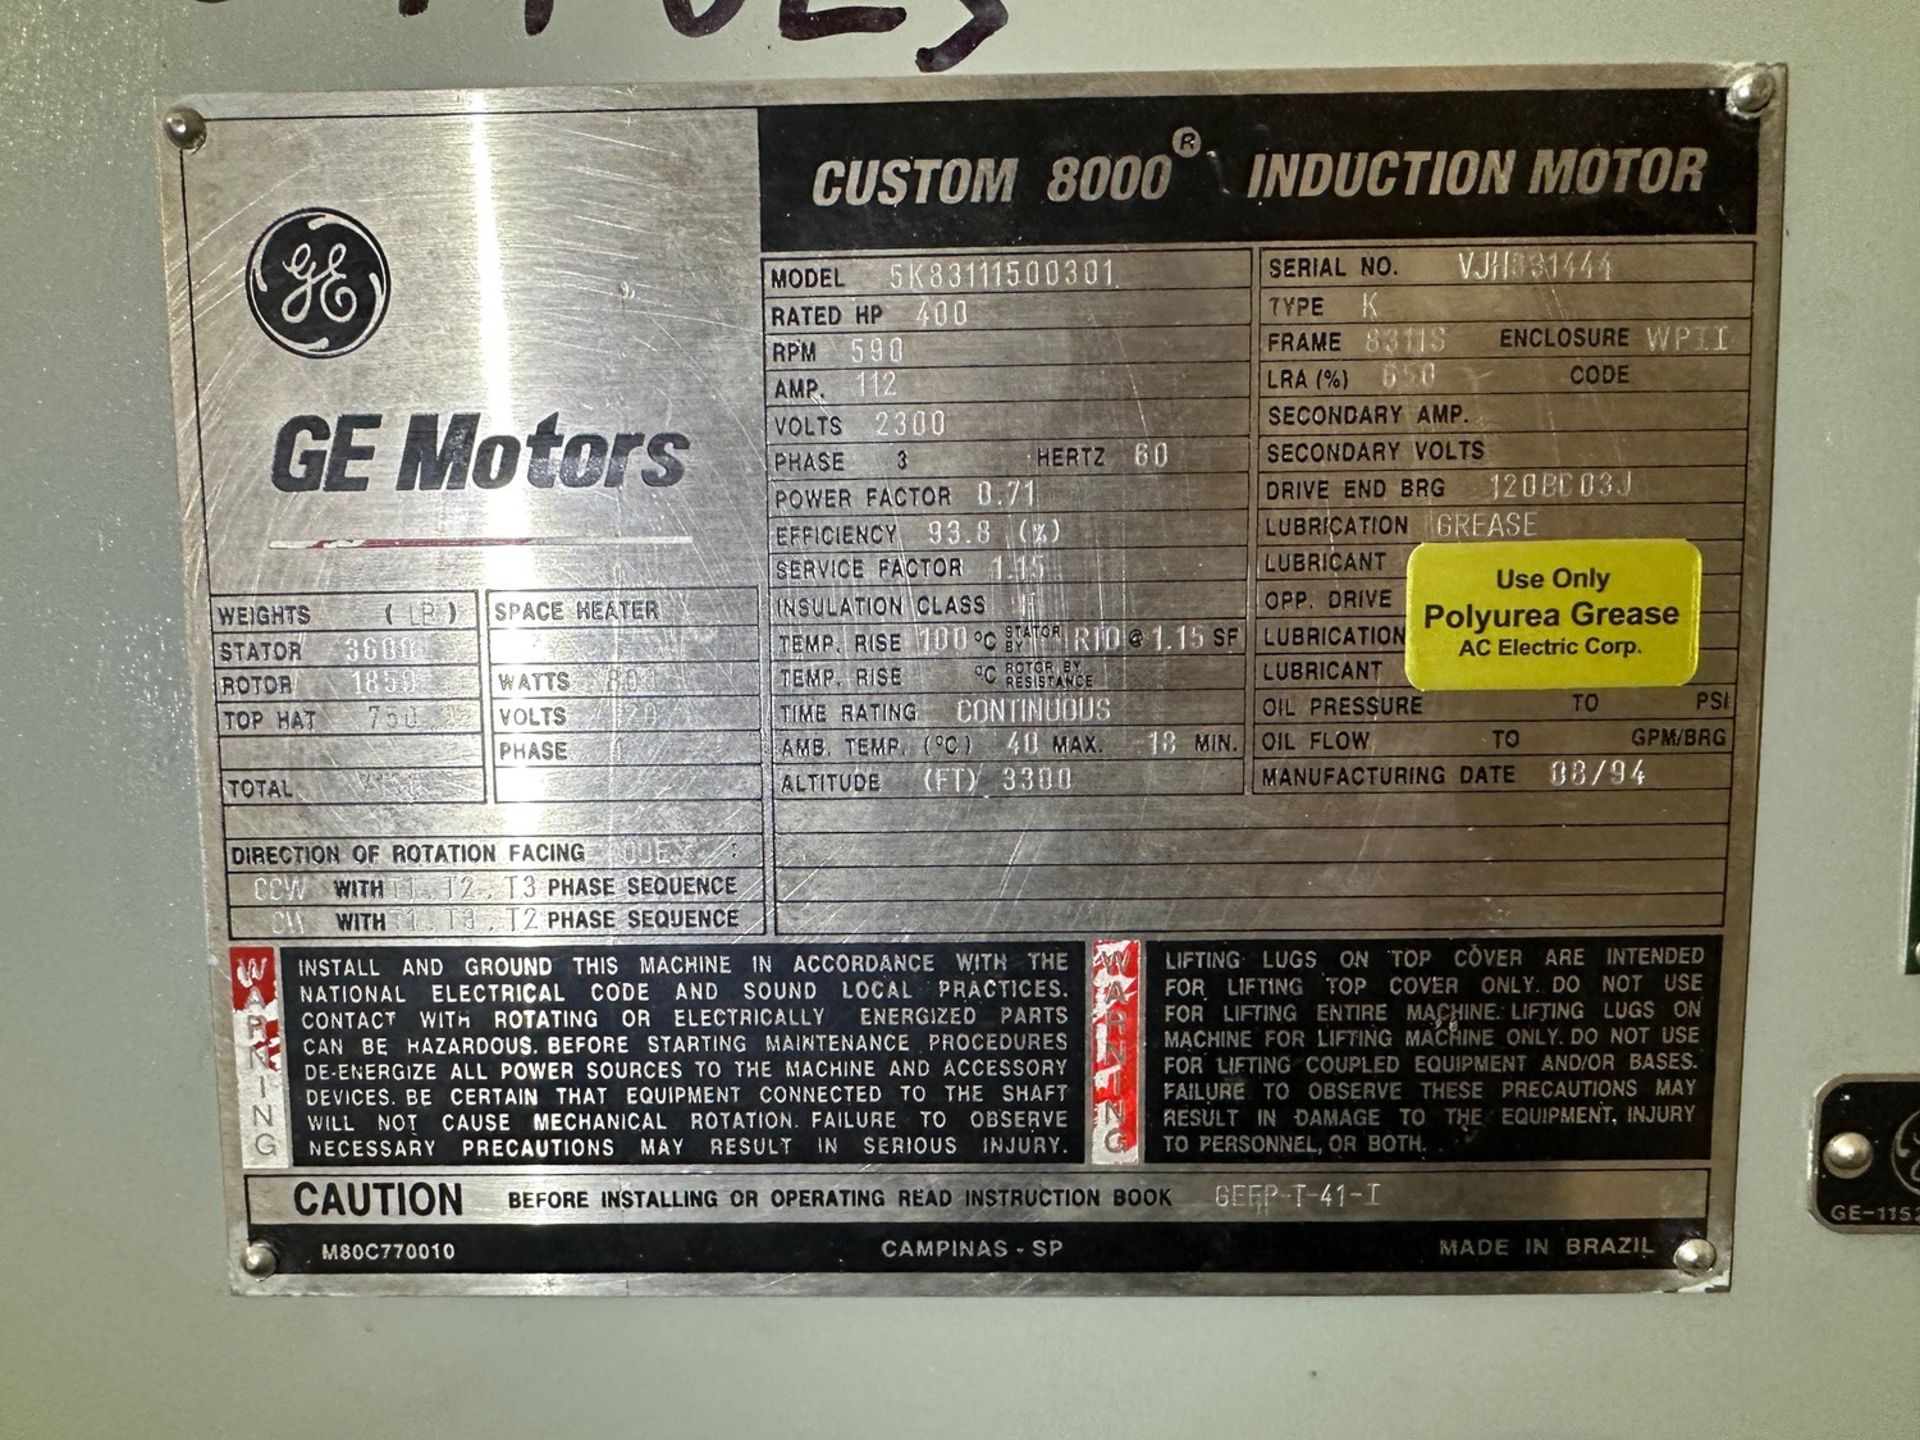 CUSTOM 8000® INDUCTION MOTOR
GE
GE Motors
MODEL 5K83111500301
RATED HP 400
RPM 590
AMP. 112
VOLTS 2300
PHASE 3 HERTZ 60
POWER FACTOR 0.71
EFFICIENCY 93.8 (%)
SERVICE FACTOR 1.15
INSULATION CLASS
TEMP. RISE 100 °C STATOR BY RTD @ 1.15 SF
TEMP. RISE °C ROTOR BY RESISTANCE
TIME RATING CONTINUOUS
AMB. TEMP. (°C) 40 MAX. -18 MIN.
ALTITUDE (FT) 3300
SERIAL NO.
TYPE K
FRAME 8311S ENCLOSURE WPII
LRA (%) 650 CODE
SECONDARY AMP.
SECONDARY VOLTS
DRIVE END BRG 120BC03J
LUBRICATION GREASE
LUBRICANT
OPP. DRIVE
LUBRICATION
LUBRICANT
OIL PRESSURE TO PSI
OIL FLOW TO GPM/BRG
MANUFACTURING DATE 08/94
Use Only
Polyurea Grease
AC Electric Corp.
WEIGHTS
STATOR 3600
ROTOR 1850
TOP HAT 750
TOTAL
SPACE HEATER
WATTS
VOLTS
PHASE
DIRECTION OF ROTATION FACING
CCW WITH T1, T2, T3 PHASE SEQUENCE
CW WITH T1, T3, T2 PHASE SEQUENCE
WARNING
INSTALL AND GROUND THIS MACHINE IN ACCORDANCE WITH THE
NATIONAL ELECTRICAL CODE AND SOUND LOCAL PRACTICES.
CONTACT WITH ROTATING OR ELECTRICALLY ENERGIZED PARTS
CAN BE HAZARDOUS. BEFORE STARTING MAINTENANCE PROCEDURES
DE-ENERGIZE ALL POWER SOURCES TO THE MACHINE AND ACCESSORY
DEVICES. BE CERTAIN THAT EQUIPMENT CONNECTED TO THE SHAFT
WILL NOT CAUSE MECHANICAL ROTATION. FAILURE TO OBSERVE
NECESSARY PRECAUTIONS MAY RESULT IN SERIOUS INJURY.
WARNING
LIFTING LUGS ON TOP COVER ARE INTENDED
FOR LIFTING TOP COVER ONLY. DO NOT USE
FOR LIFTING ENTIRE MACHINE. LIFTING LUGS ON
MACHINE FOR LIFTING MACHINE ONLY. DO NOT USE
FOR LIFTING COUPLED EQUIPMENT AND/OR BASES.
FAILURE TO OBSERVE THESE PRECAUTIONS MAY
RESULT IN DAMAGE TO THE EQUIPMENT, INJURY
TO PERSONNEL, OR BOTH.
CAUTION BEFORE INSTALLING OR OPERATING READ INSTRUCTION BOOK GEEP-T-41-I
M80C770010 CAMPINAS - SP MADE IN BRAZIL